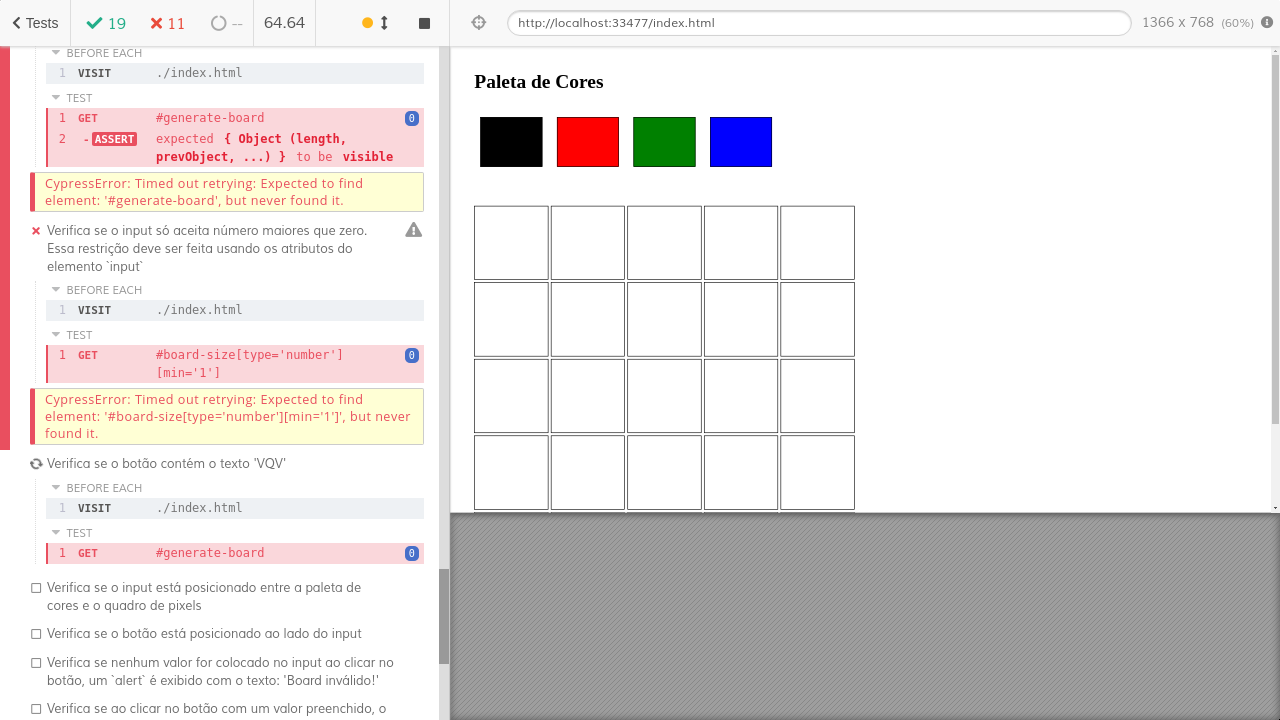 Tests
19
11
--
64.64
http://localhost:33477/index.html
1366 x 768 (60%)
BEFORE EACH
1 VISIT ./index.html
TEST
1 GET #generate-board 0
2 - ASSERT expected { Object (length,
prevObject, ...) } to be visible
CypressError: Timed out retrying: Expected to find
element: '#generate-board', but never found it.
Verifica se o input só aceita número maiores que zero.
Essa restrição deve ser feita usando os atributos do
elemento `input`
BEFORE EACH
1 VISIT ./index.html
TEST
1 GET #board-size[type='number'] 0
[min='1']
CypressError: Timed out retrying: Expected to find
element: '#board-size[type='number'][min='1']', but never
found it.
Verifica se o botão contém o texto 'VQV'
BEFORE EACH
1 VISIT ./index.html
TEST
1 GET #generate-board 0
Verifica se o input está posicionado entre a paleta de
cores e o quadro de pixels
Verifica se o botão está posicionado ao lado do input
Verifica se nenhum valor for colocado no input ao clicar no
botão, um `alert` é exibido com o texto: 'Board inválido!'
Verifica se ao clicar no botão com um valor preenchido, o
Paleta de Cores